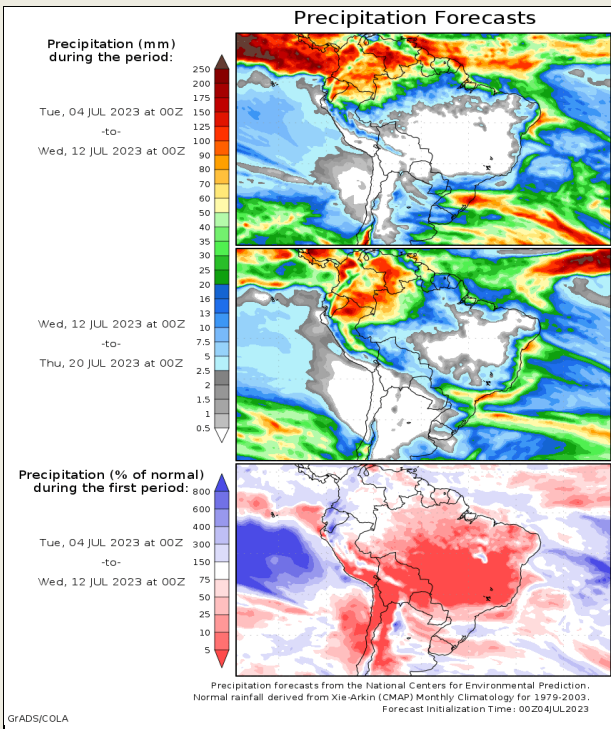 Precipitation Forecasts
Precipitation (mm)
during the period:
Tue, 04 JUL 2023 at 00Z
-to-
Wed, 12 JUL 2023 at 00Z
250
200
175
150
125
100
90
80
70
60
50
40
35
30
25
20
16
13
10
7.5
5
2.5
2
1.5
1
0.5
Wed, 12 JUL 2023 at 00Z
-to-
Thu, 20 JUL 2023 at 00Z
Precipitation (% of normal)
during the first period:
Tue, 04 JUL 2023 at 00Z
-to-
Wed, 12 JUL 2023 at 00Z
800
600
400
300
150
75
50
25
10
5
Precipitation forecasts from the National Centers for Environmental Prediction.
Normal rainfall derived from Xie-Arkin (CMAP) Monthly Climatology for 1979-2003.
Forecast Initialization Time: 00Z04JUL2023
GrADS/COLA